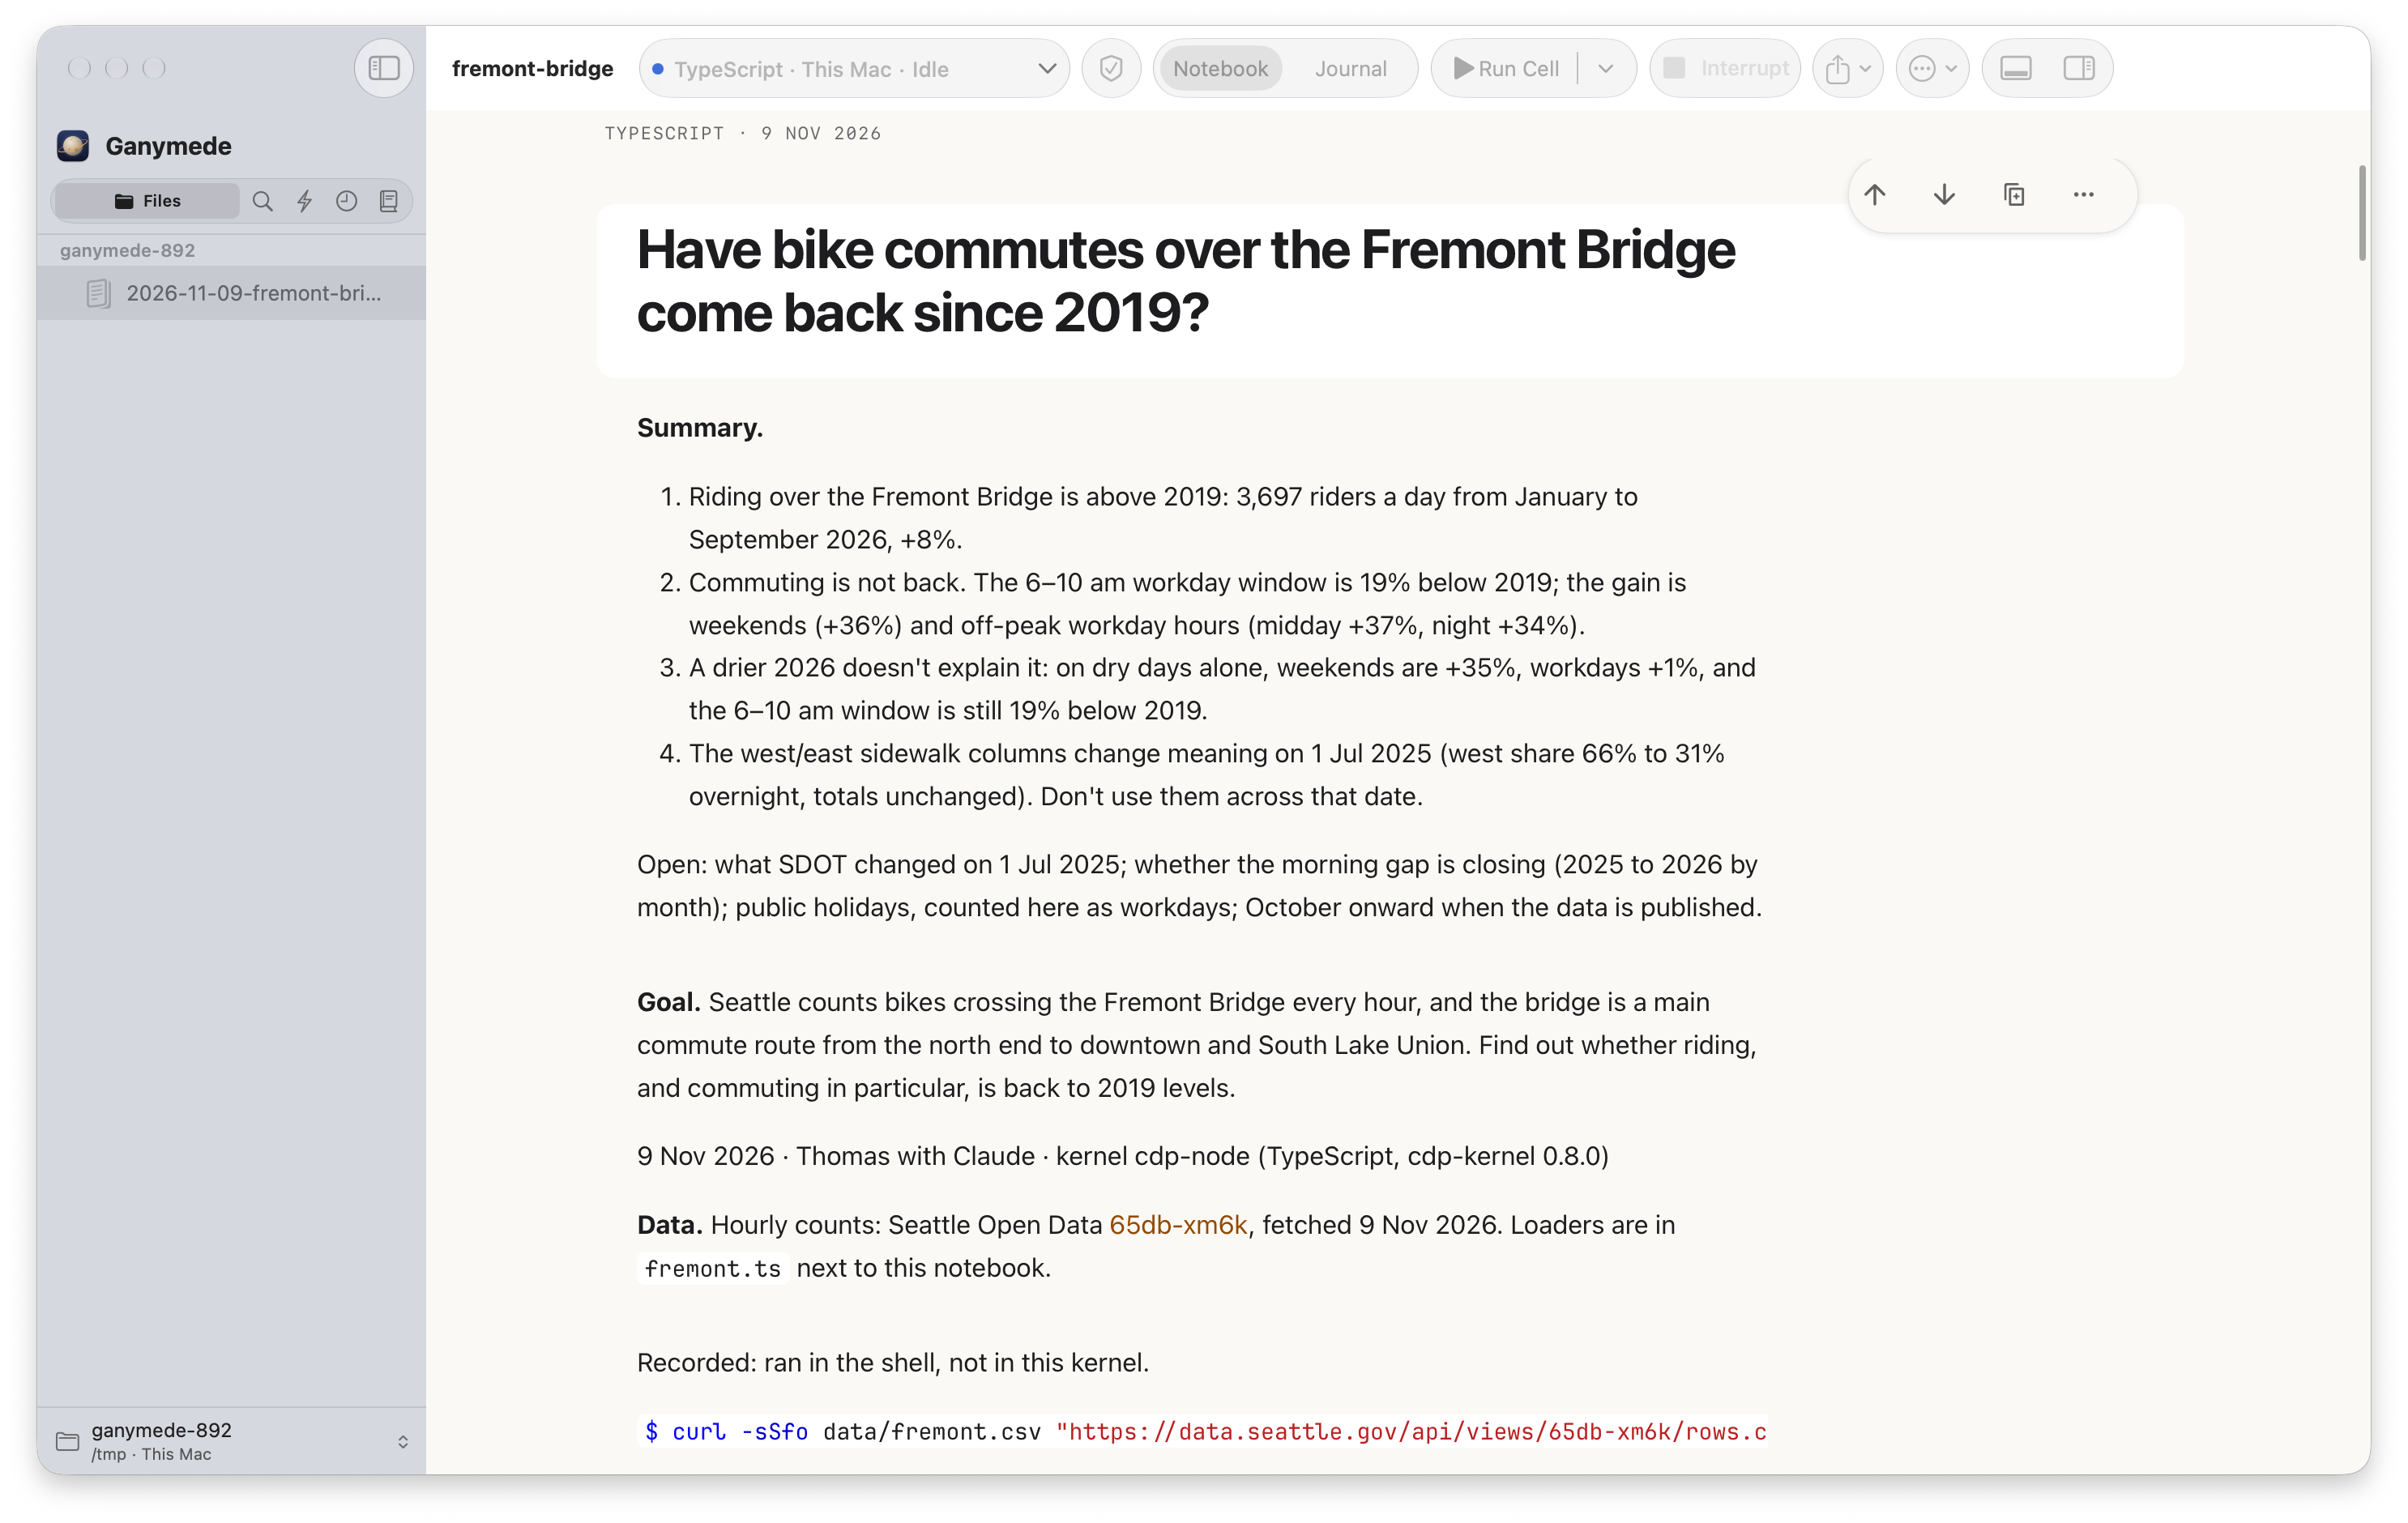 fremont-bridge
TypeScript · This Mac · Idle
Notebook
Journal
Run Cell
Interrupt
Ganymede
Files
ganymede-892
2026-11-09-fremont-bri...
TYPESCRIPT · 9 NOV 2026
Have bike commutes over the Fremont Bridge
come back since 2019?
Summary.
1. Riding over the Fremont Bridge is above 2019: 3,697 riders a day from January to
September 2026, +8%.
2. Commuting is not back. The 6–10 am workday window is 19% below 2019; the gain is
weekends (+36%) and off-peak workday hours (midday +37%, night +34%).
3. A drier 2026 doesn't explain it: on dry days alone, weekends are +35%, workdays +1%, and
the 6–10 am window is still 19% below 2019.
4. The west/east sidewalk columns change meaning on 1 Jul 2025 (west share 66% to 31%
overnight, totals unchanged). Don't use them across that date.
Open: what SDOT changed on 1 Jul 2025; whether the morning gap is closing (2025 to 2026 by
month); public holidays, counted here as workdays; October onward when the data is published.
Goal. Seattle counts bikes crossing the Fremont Bridge every hour, and the bridge is a main
commute route from the north end to downtown and South Lake Union. Find out whether riding,
and commuting in particular, is back to 2019 levels.
9 Nov 2026 · Thomas with Claude · kernel cdp-node (TypeScript, cdp-kernel 0.8.0)
Data. Hourly counts: Seattle Open Data 65db-xm6k, fetched 9 Nov 2026. Loaders are in
fremont.ts next to this notebook.
Recorded: ran in the shell, not in this kernel.
$ curl -sSfo data/fremont.csv "https://data.seattle.gov/api/views/65db-xm6k/rows.c
ganymede-892
/tmp · This Mac